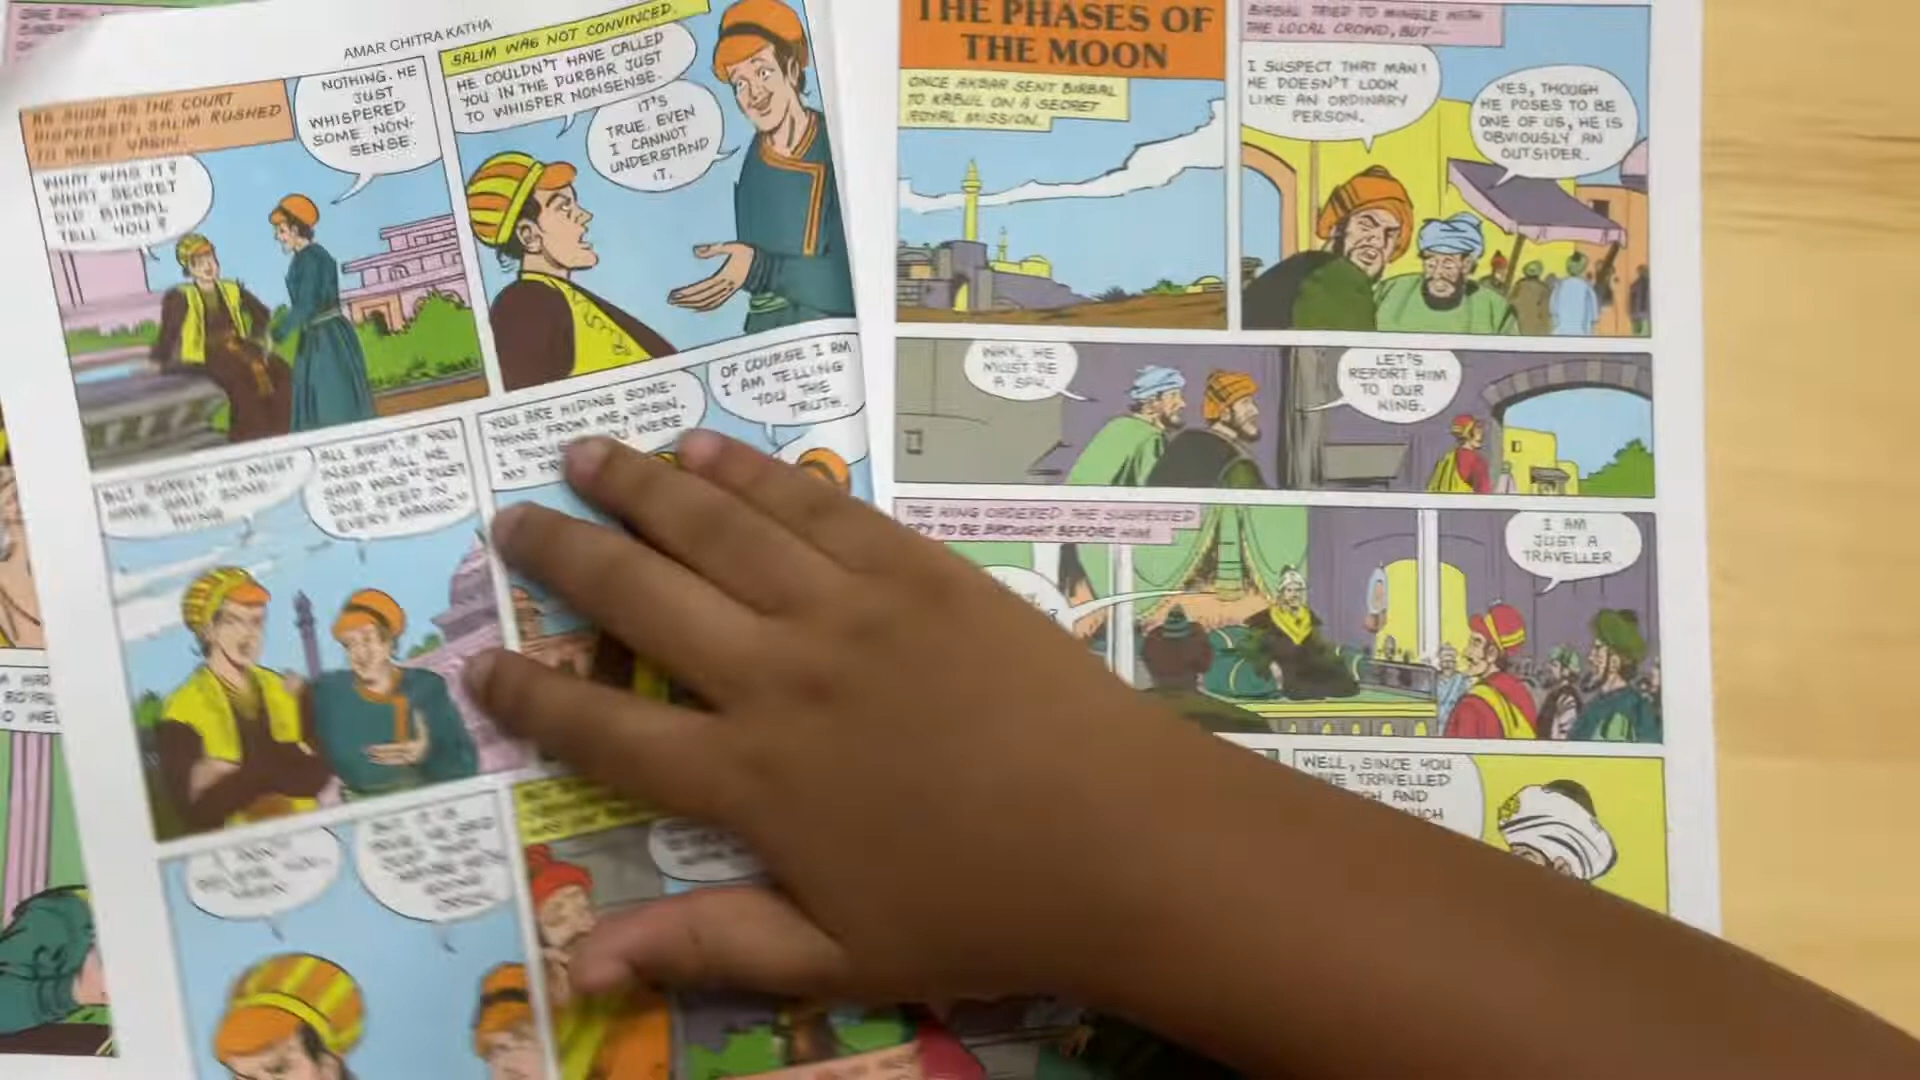 AMAR CHITRA KATHA
AS SOON AS THE COURT
DISPERSED, SALIM RUSHED
TO MEET YASIN.
NOTHING. HE
JUST
WHISPERED
SOME NON-
SENSE.
WHAT WAS IT?
WHAT SECRET
DID BIRBAL
TELL YOU?
SALIM WAS NOT CONVINCED.
HE COULDN'T HAVE CALLED
YOU IN THE DURBAR JUST
TO WHISPER NONSENSE.
IT'S
TRUE. EVEN
I CANNOT
UNDERSTAND
IT.
BUT SURELY HE MUST
HAVE SAID SOME-
THING.
ALL RIGHT, IF YOU
INSIST. ALL HE
SAID WAS "JUST
ONE SEED IN
EVERY MANGO."
YOU ARE HIDING SOME-
THING FROM ME, YASIN.
YOU WERE
MY
OF COURSE I AM.
I AM TELLING
YOU THE
TRUTH.
THE PHASES OF
THE MOON
ONCE AKBAR SENT BIRBAL
TO KABUL ON A SECRET
ROYAL MISSION.
BIRBAL TRIED TO MINGLE WITH
THE LOCAL CROWD, BUT—
I SUSPECT THAT MAN!
HE DOESN'T LOOK
LIKE AN ORDINARY
PERSON.
YES, THOUGH
HE POSES TO BE
ONE OF US, HE IS
OBVIOUSLY AN
OUTSIDER.
WHY, HE
MUST BE
A SPY.
LET'S
REPORT HIM
TO OUR
KING.
THE KING ORDERED THE SUSPECTED
SPY TO BE BROUGHT BEFORE HIM.
I AM
JUST A
TRAVELLER.
WELL, SINCE YOU
TRAVELLED
AND